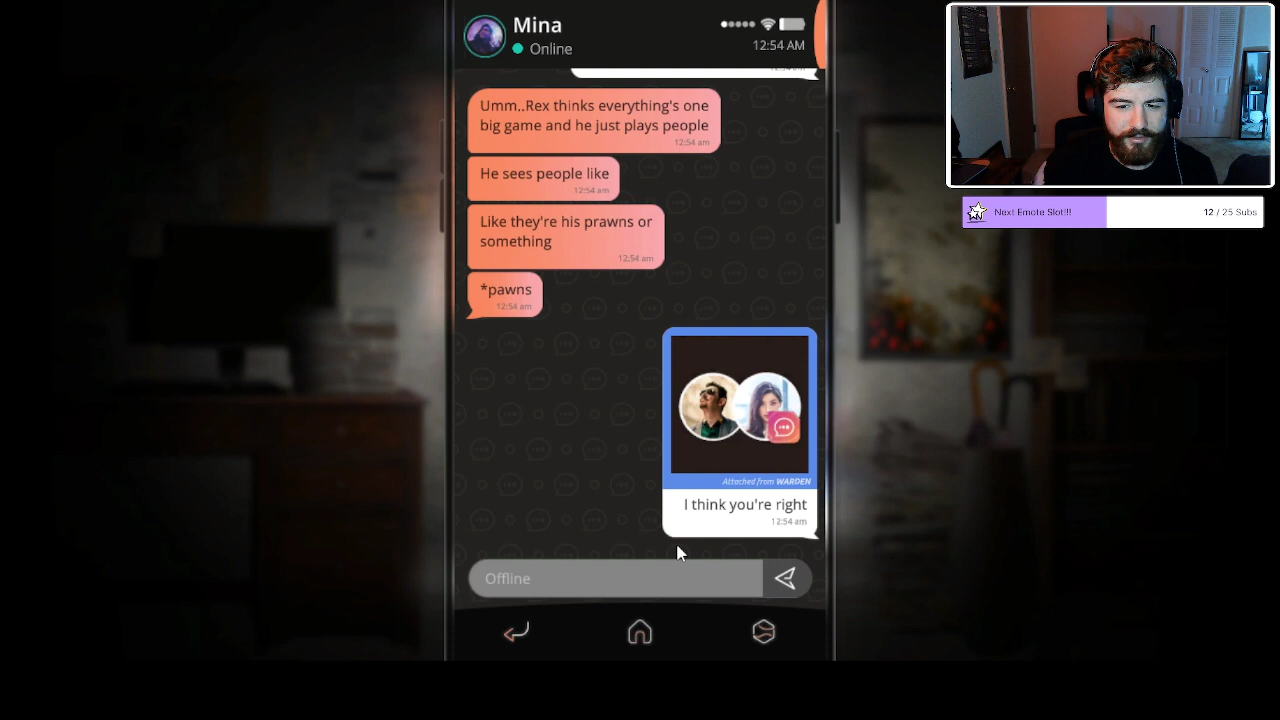 Mina
Online
12:54 AM
12:54 am
Umm..Rex thinks everything's one
big game and he just plays people
12:54 am
He sees people like
12:54 am
Like they're his prawns or
something
12:54 am
*pawns
12:54 am
Attached from WARDEN
I think you're right
12:54 am
Offline
Next Emote Slot!!!
12 / 25 Subs